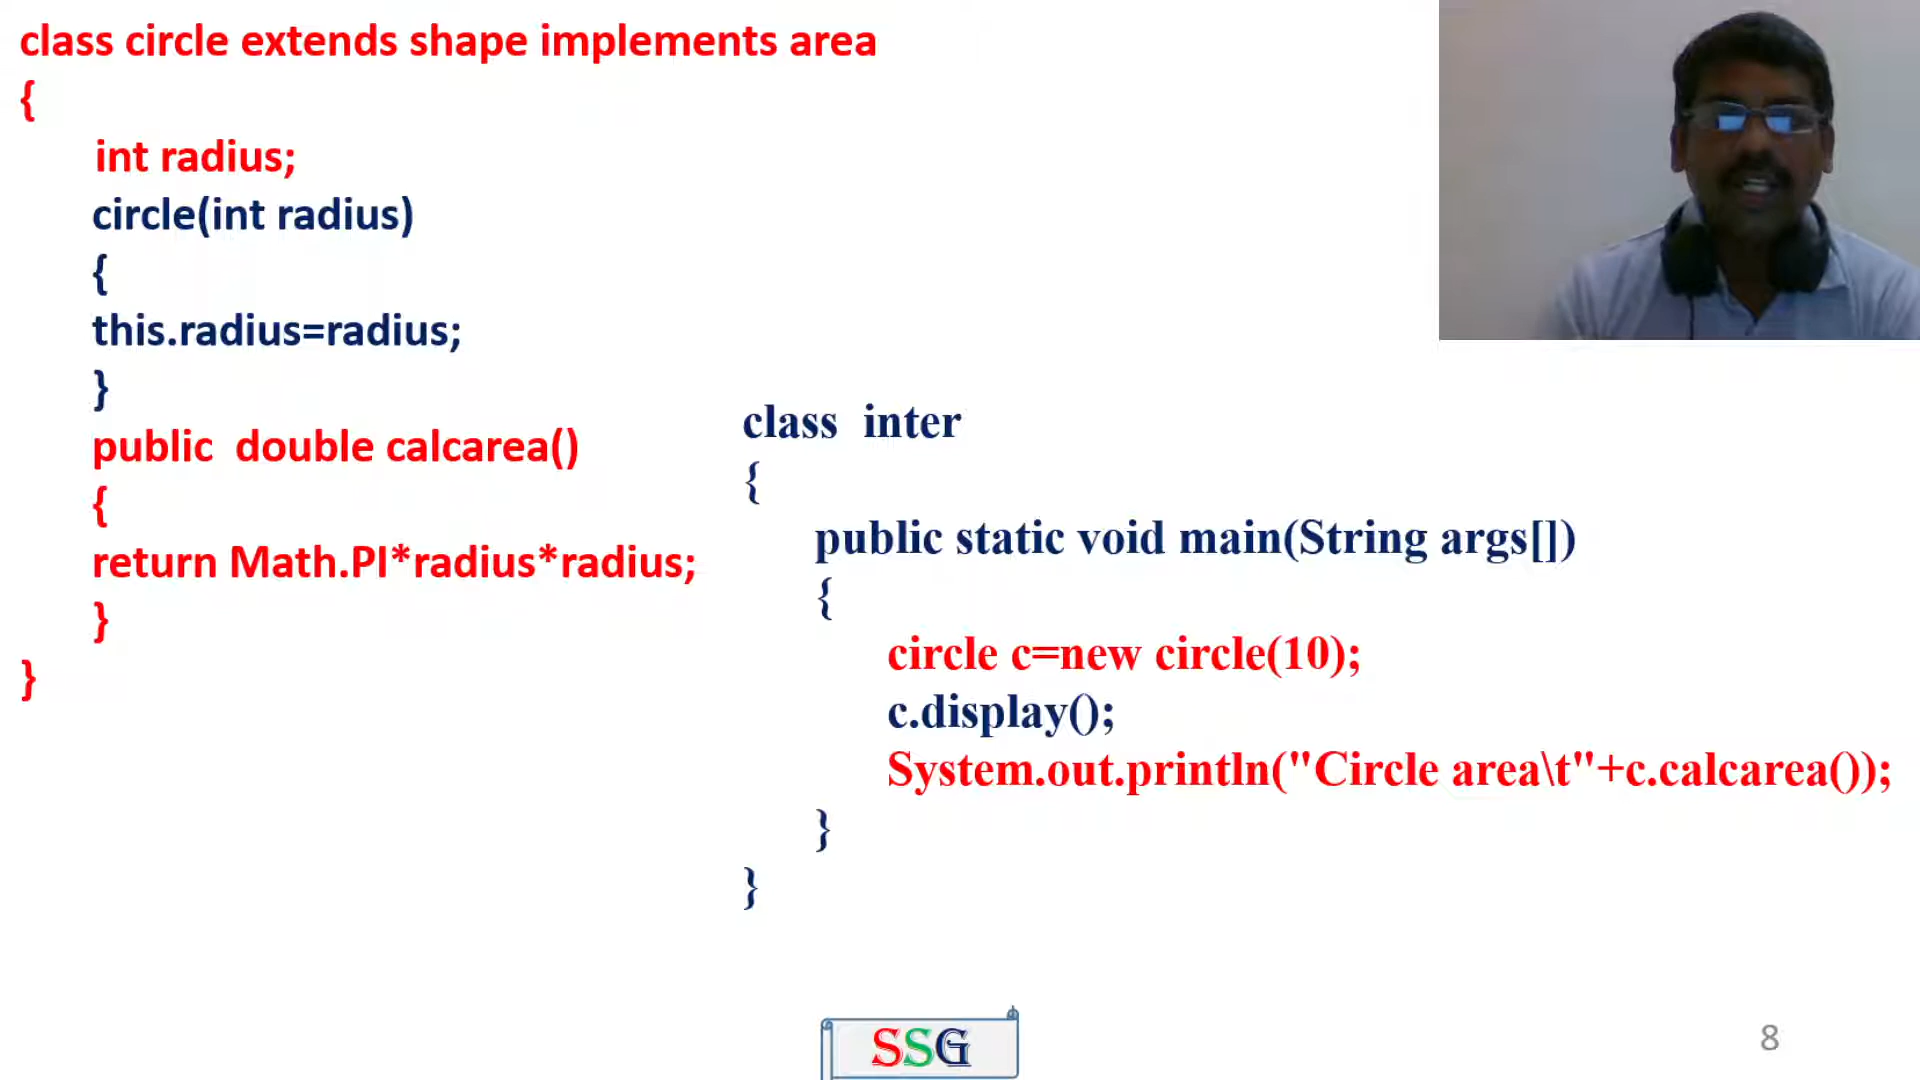 class circle extends shape implements area
{
int radius;
circle(int radius)
{
this.radius=radius;
}
public  double calcarea()
{
return Math.PI*radius*radius;
}
}
class  inter
{
public static void main(String args[])
{
circle c=new circle(10);
c.display();
System.out.println("Circle area\t"+c.calcarea());
}
}
SSG
8